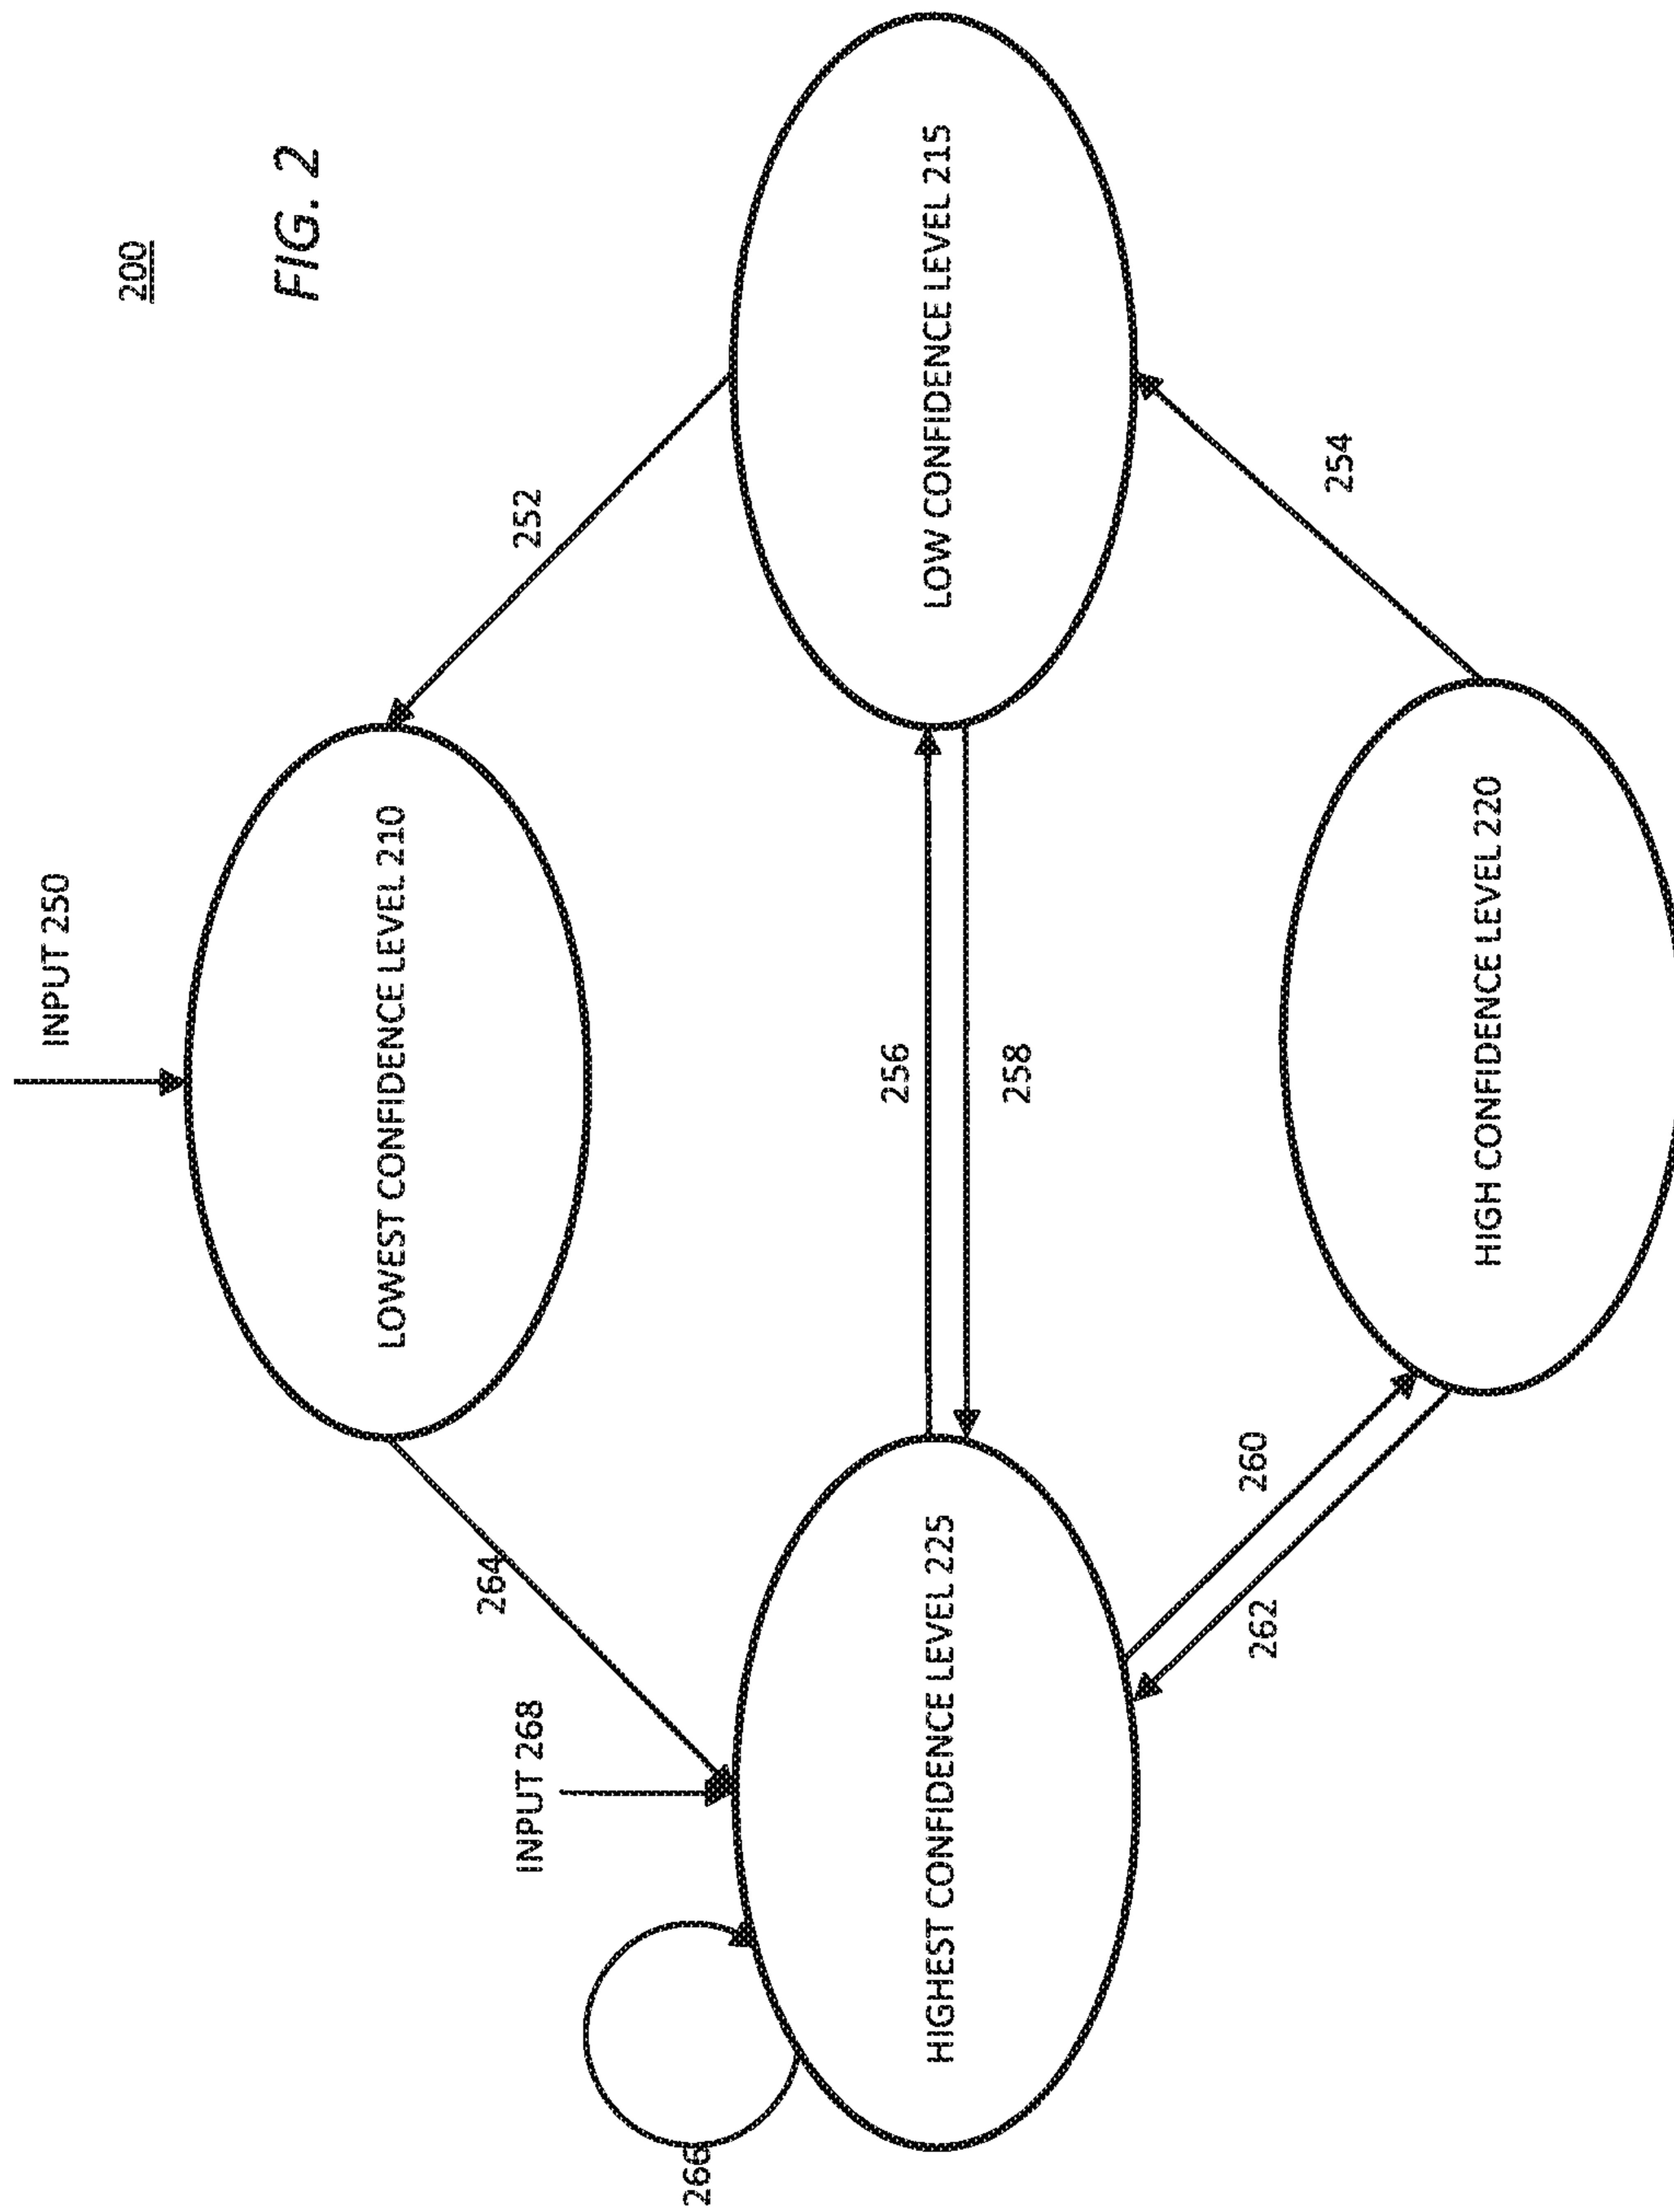 200
FIG. 2
INPUT 250
LOWEST CONFIDENCE LEVEL 210
252
264
INPUT 268
266
256
258
LOW CONFIDENCE LEVEL 215
HIGHEST CONFIDENCE LEVEL 225
260
262
254
HIGH CONFIDENCE LEVEL 220